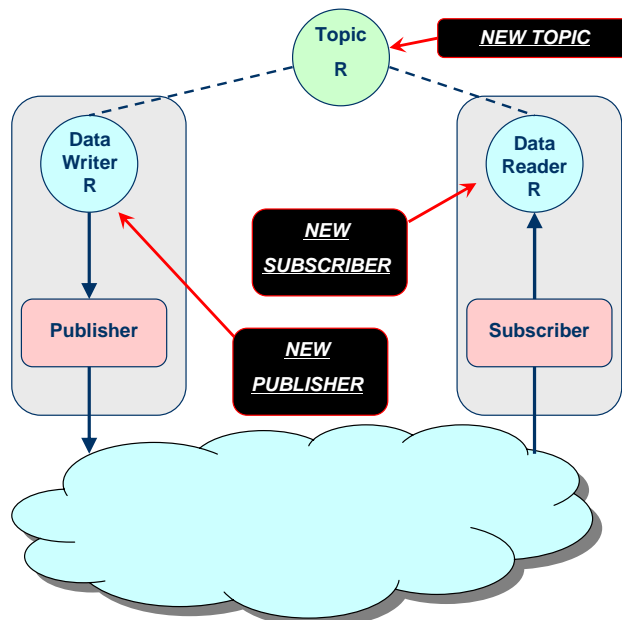 Topic
R
NEW TOPIC
Data
Writer
R
Data
Reader
R
NEW
SUBSCRIBER
Publisher
Subscriber
NEW
PUBLISHER